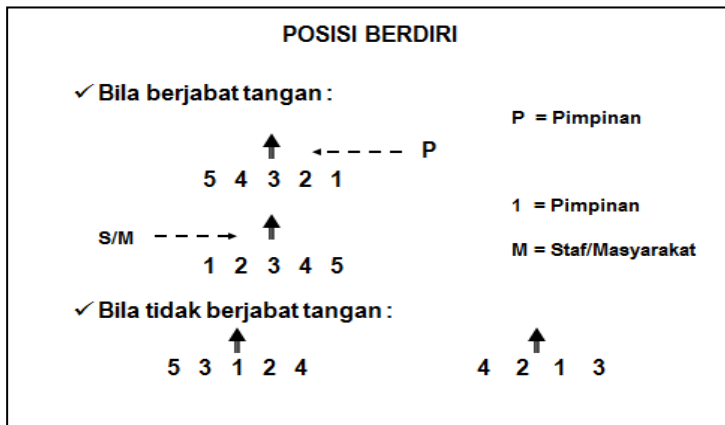 POSISI BERDIRI
✓ Bila berjabat tangan :
P = Pimpinan
P
5 4 3 2 1
1 = Pimpinan
S/M
M = Staf/Masyarakat
1 2 3 4 5
✓ Bila tidak berjabat tangan :
5 3 1 2 4
4 2 1 3